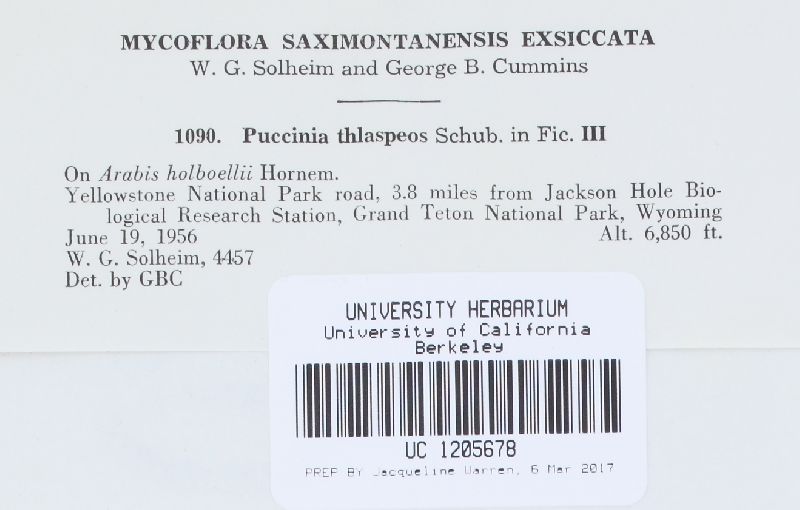 MYCOFLORA SAXIMONTANENSIS EXSICCATA
W. G. Solheim and George B. Cummins
1090. Puccinia thlaspeos Schub. in Fic. III
On Arabis holboellii Hornem.
Yellowstone National Park road, 3.8 miles from Jackson Hole Bio-
logical Research Station, Grand Teton National Park, Wyoming
June 19, 1956 Alt. 6,850 ft.
W. G. Solheim, 4457
Det. by GBC
UNIVERSITY HERBARIUM
University of California
Berkeley
UC 1205678
PREP BY Jacqueline Warren, 6 Mar 2017